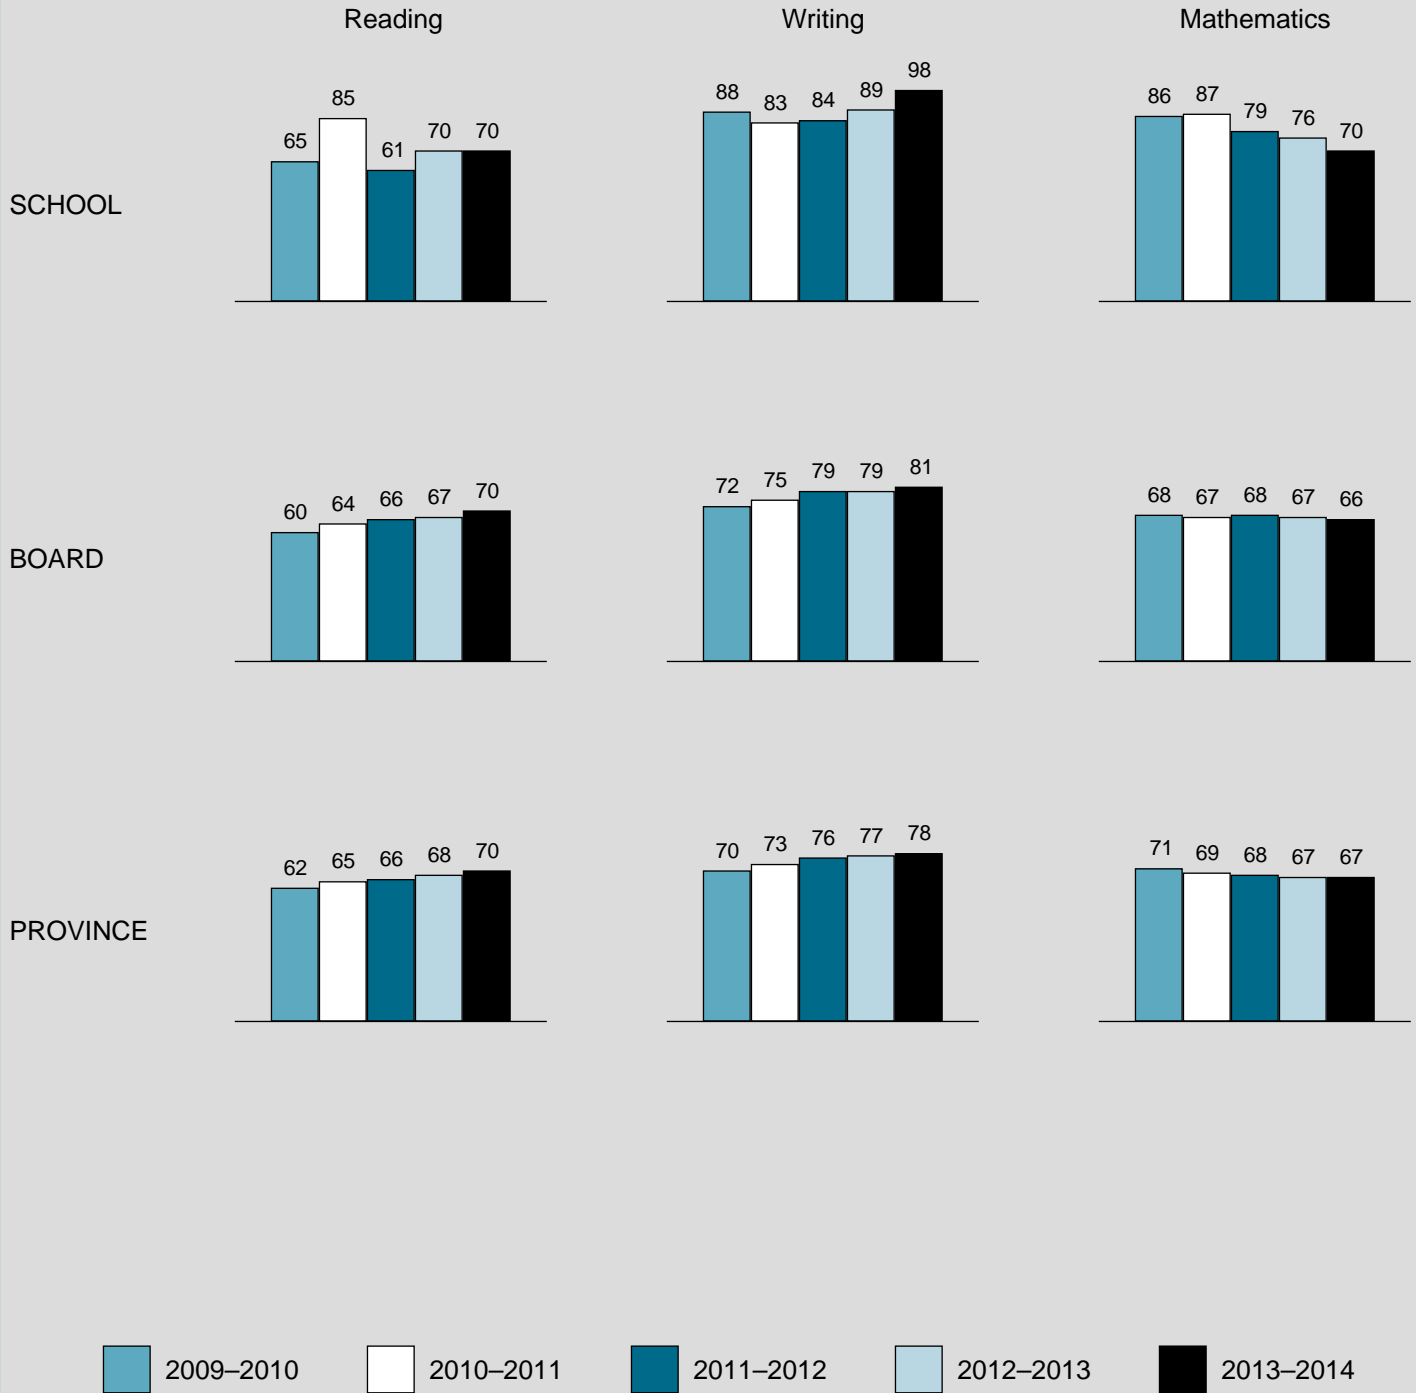 Reading Writing Mathematics
SCHOOL
65 85 61 70 70
88 83 84 89 98
86 87 79 76 70
BOARD
60 64 66 67 70
72 75 79 79 81
68 67 68 67 66
PROVINCE
62 65 66 68 70
70 73 76 77 78
71 69 68 67 67
2009–2010 2010–2011 2011–2012 2012–2013 2013–2014